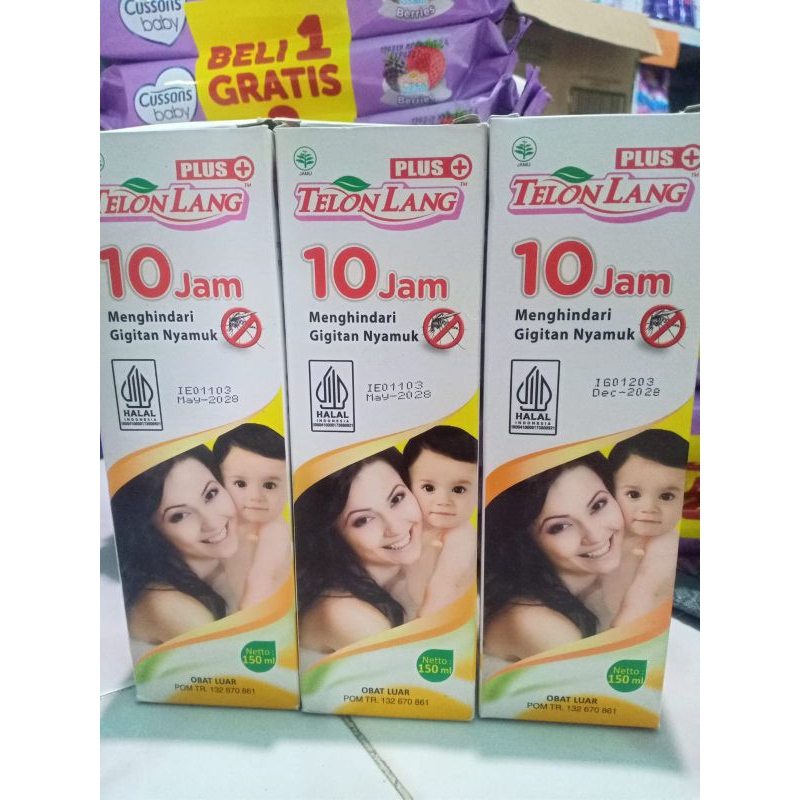 Cussons
baby
Berries
BELI 1
GRATIS
Cussons
baby
Berries
PLUS +
TELON LANG
10 Jam
Menghindari
Gigitan Nyamuk
HALAL
INDONESIA
IE01103
May-2028
Netto :
150 ml
OBAT LUAR
POM TR. 132 670 861
JAMU
PLUS +
TELON LANG™
10 Jam
Menghindari
Gigitan Nyamuk
HALAL
INDONESIA
IE01103
May-2028
Netto :
150 ml
OBAT LUAR
POM TR. 132 670 861
JAMU
PLUS +
TELON LANG™
10 Jam
Menghindari
Gigitan Nyamuk
HALAL
INDONESIA
IG01203
Dec-2028
Netto :
150 ml
OBAT LUAR
POM TR. 132 670 861